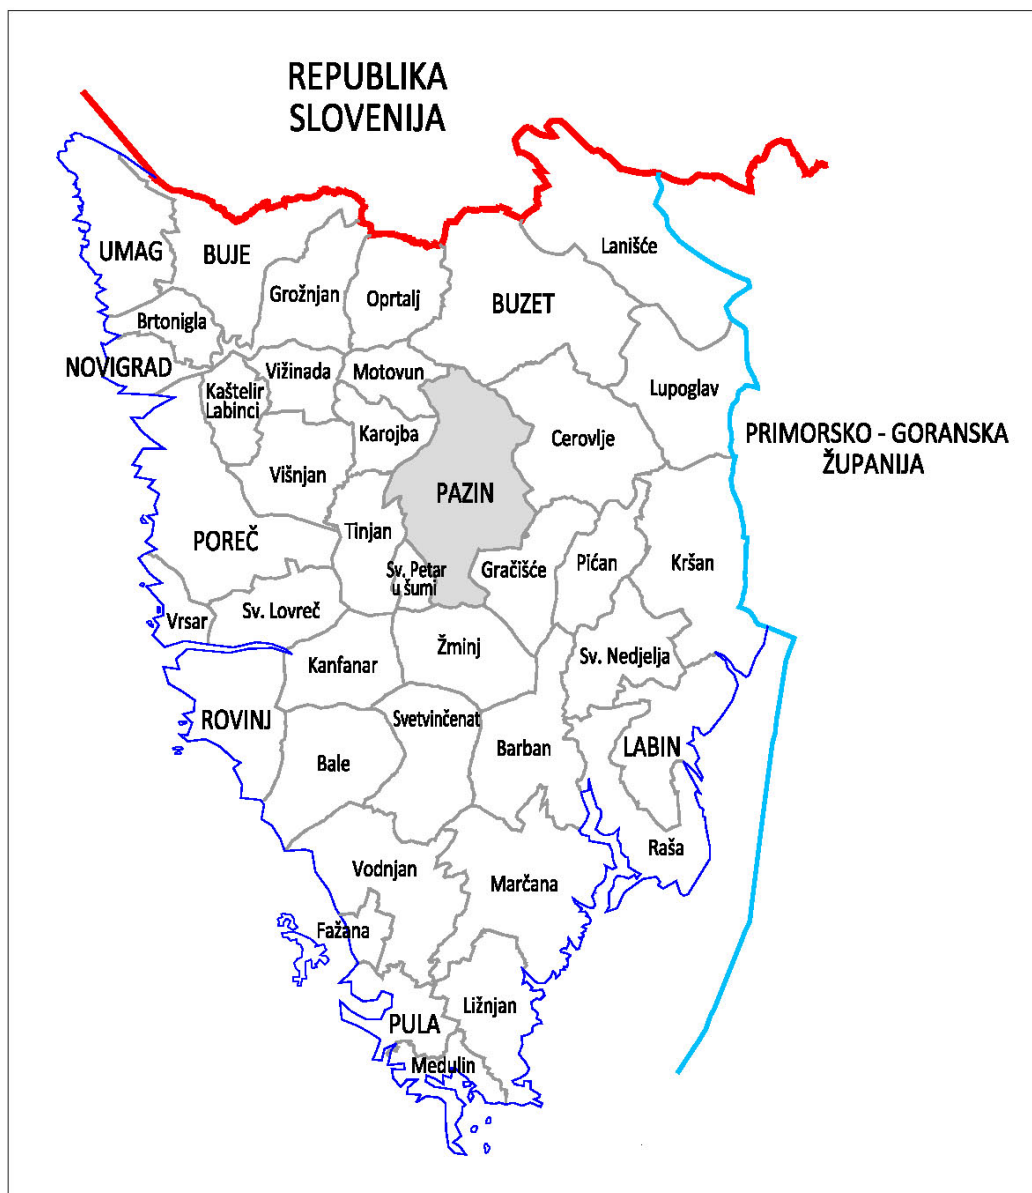 REPUBLIKA
SLOVENIJA
UMAG
BUJE
Lanišće
Grožnjan
Oprtalj
BUZET
Brtonigla
NOVIGRAD
Vižinada
Motovun
Kaštelir
Labinci
Lupoglav
Karojba
Cerovlje
PRIMORSKO - GORANSKA
ŽUPANIJA
Višnjan
PAZIN
POREČ
Tinjan
Sv. Petar
u šumi
Gračišće
Pićan
Kršan
Vrsar
Sv. Lovreč
Žminj
Sv. Nedjelja
Kanfanar
ROVINJ
Svetvinčenat
Barban
LABIN
Bale
Raša
Vodnjan
Marčana
Fažana
Ližnjan
PULA
Medulin